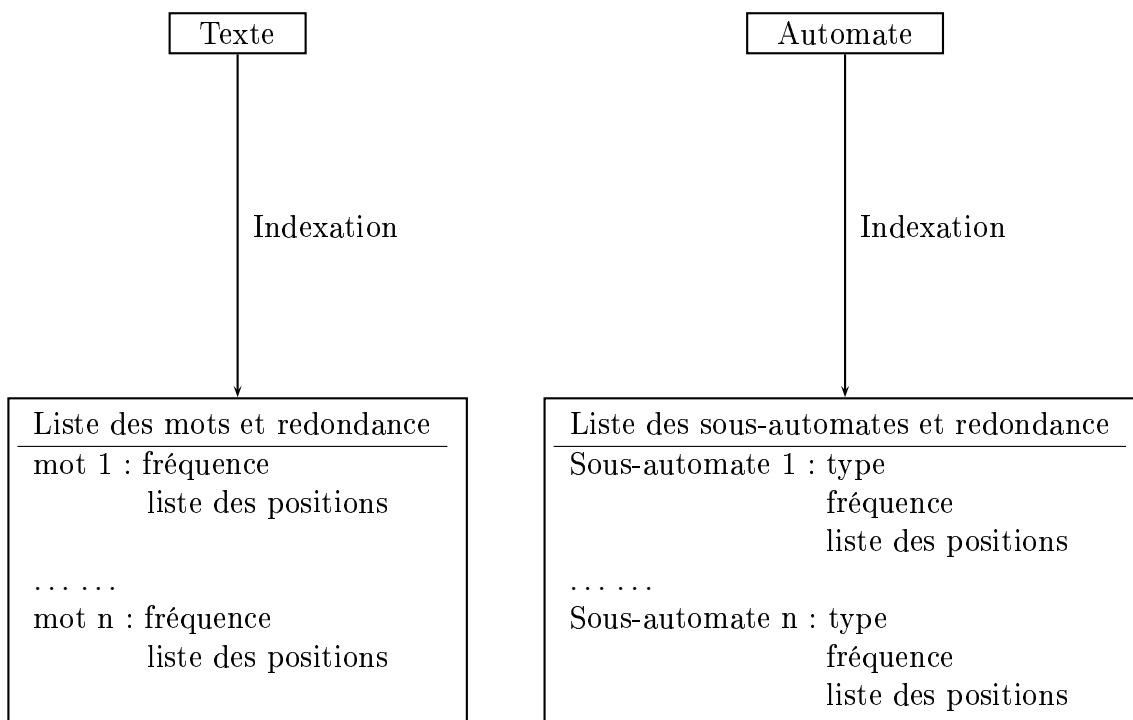 Texte
Indexation
Liste des mots et redondance
mot 1 : fréquence
liste des positions
... ...
mot n : fréquence
liste des positions
Automate
Indexation
Liste des sous-automates et redondance
Sous-automate 1 : type
fréquence
liste des positions
... ...
Sous-automate n : type
fréquence
liste des positions